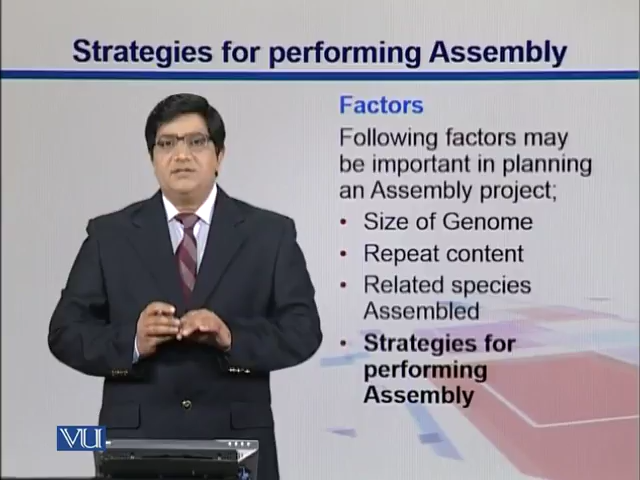 Strategies for performing Assembly
Factors
Following factors may
be important in planning
an Assembly project;
• Size of Genome
• Repeat content
• Related species
Assembled
• Strategies for
performing
Assembly
VU